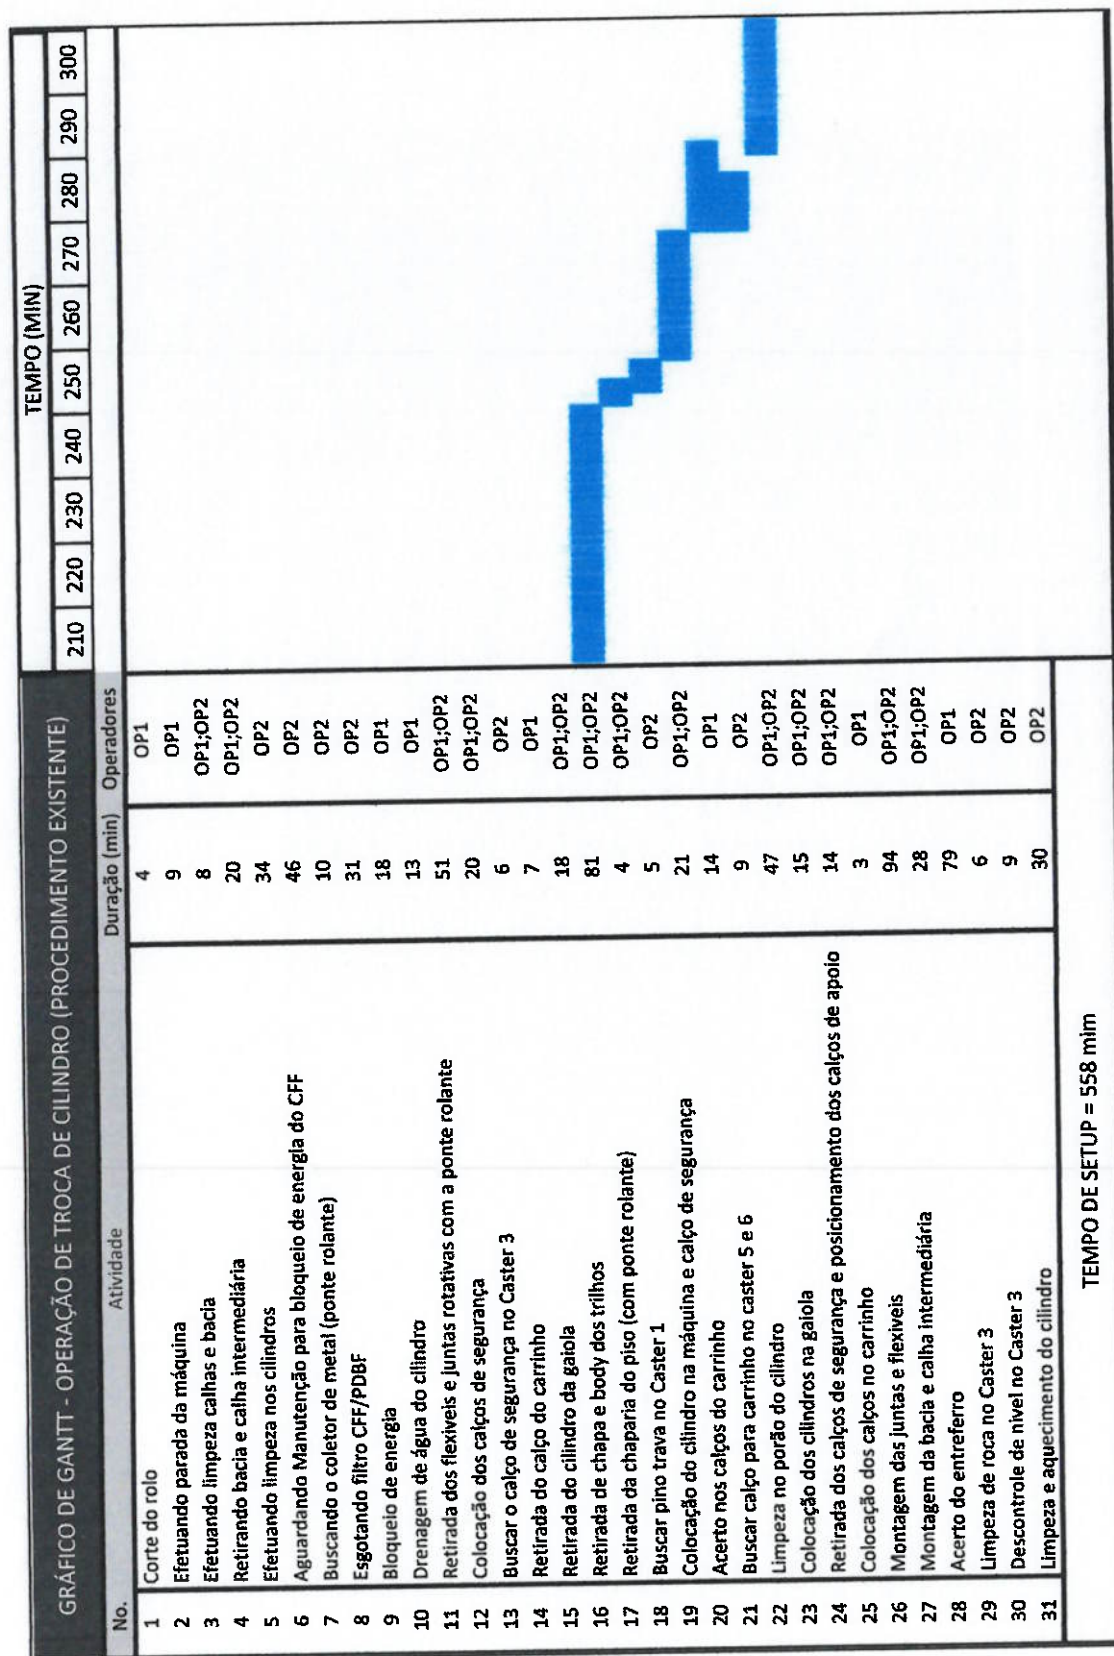 GRÁFICO DE GANTT - OPERAÇÃO DE TROCA DE CILINDRO (PROCEDIMENTO EXISTENTE) TEMPO (MIN)
210 220 230 240 250 260 270 280 290 300
No. Atividade Duração (min) Operadores
1 Corte do rolo 4 OP1
2 Efetuando parada da máquina 9 OP1
3 Efetuando limpeza calhas e bacia 8 OP1;OP2
4 Retirando bacia e calha intermediária 20 OP1;OP2
5 Efetuando limpeza nos cilindros 34 OP2
6 Aguardando Manutenção para bloqueio de energia do CFF 46 OP2
7 Buscando o coletor de metal (ponte rolante) 10 OP2
8 Esgotando filtro CFF/PDBF 31 OP2
9 Bloqueio de energia 18 OP1
10 Drenagem de água do cilindro 13 OP1
11 Retirada dos flexíveis e juntas rotativas com a ponte rolante 51 OP1;OP2
12 Colocação dos calços de segurança 20 OP1;OP2
13 Buscar o calço de segurança no Caster 3 6 OP2
14 Retirada do calço do carrinho 7 OP1
15 Retirada do cilindro da gaiola 18 OP1;OP2
16 Retirada de chapa e body dos trilhos 81 OP1;OP2
17 Retirada da chaparia do piso (com ponte rolante) 4 OP1;OP2
18 Buscar pino trava no Caster 1 5 OP2
19 Colocação do cilindro na máquina e calço de segurança 21 OP1;OP2
20 Acerto nos calços do carrinho 14 OP1
21 Buscar calço para carrinho no caster 5 e 6 9 OP2
22 Limpeza no porão do cilindro 47 OP1;OP2
23 Colocação dos cilindros na gaiola 15 OP1;OP2
24 Retirada dos calços de segurança e posicionamento dos calços de apoio 14 OP1;OP2
25 Colocação dos calços no carrinho 3 OP1
26 Montagem das juntas e flexíveis 94 OP1;OP2
27 Montagem da bacia e calha intermediária 28 OP1;OP2
28 Acerto do entreferro 79 OP1
29 Limpeza de roca no Caster 3 6 OP2
30 Descontrole de nível no Caster 3 9 OP2
31 Limpeza e aquecimento do cilindro 30 OP2
TEMPO DE SETUP = 558 mim